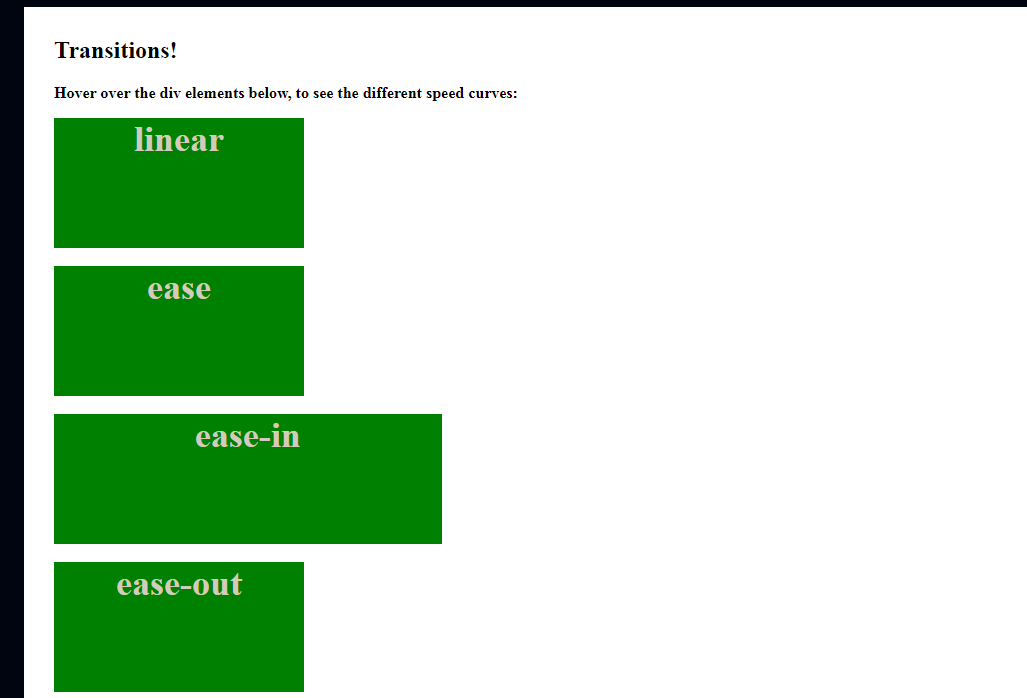 Transitions!
Hover over the div elements below, to see the different speed curves:
linear
ease
ease-in
ease-out